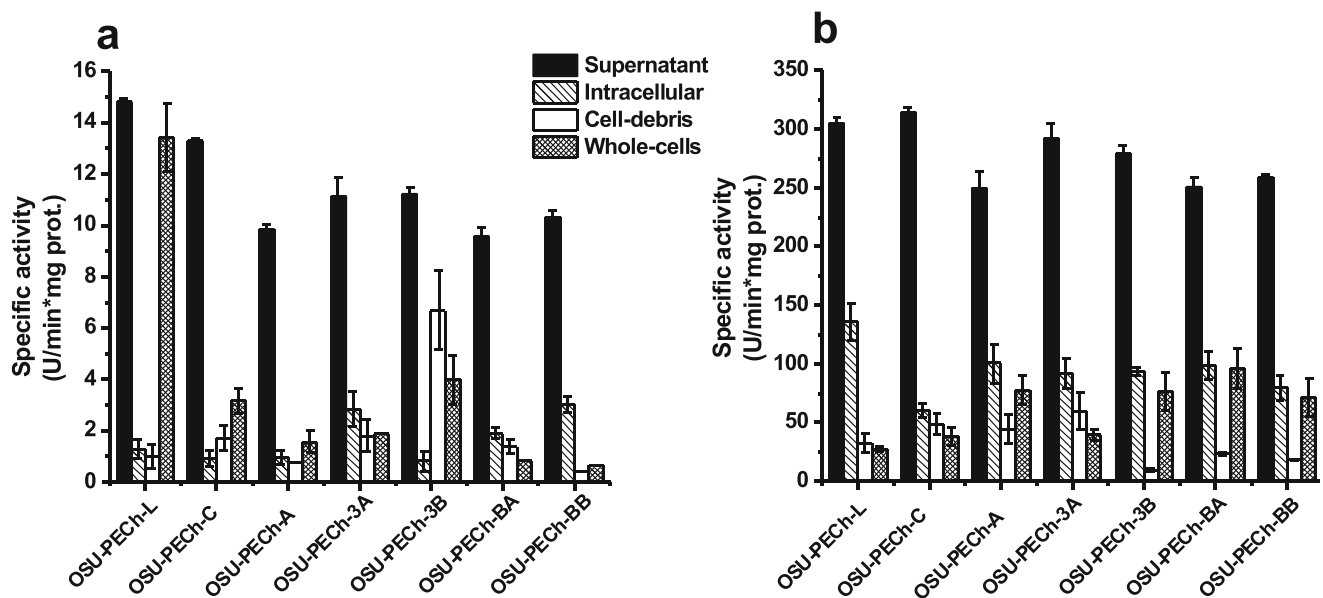 a
16
14
12
10
8
6
4
2
0
Specific activity
(U/min*mg prot.)
OSU-PECh-L
OSU-PECh-C
OSU-PECh-A
OSU-PECh-3A
OSU-PECh-3B
OSU-PECh-BA
OSU-PECh-BB
Supernatant
Intracellular
Cell-debris
Whole-cells
b
350
300
250
200
150
100
50
0
Specific activity
(U/min*mg prot.)
OSU-PECh-L
OSU-PECh-C
OSU-PECh-A
OSU-PECh-3A
OSU-PECh-3B
OSU-PECh-BA
OSU-PECh-BB